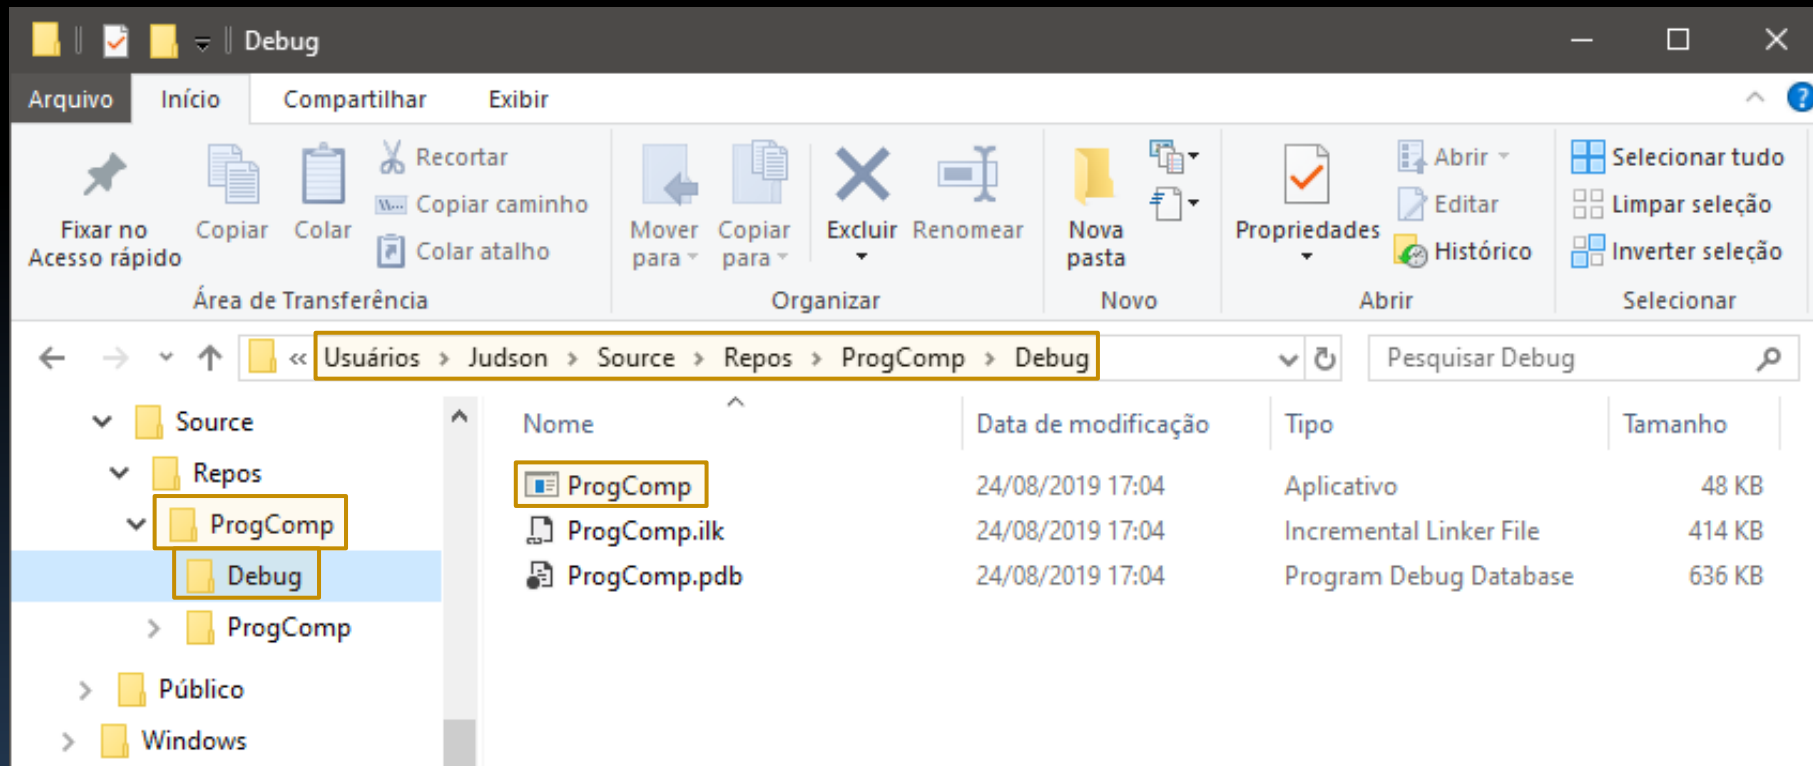 Debug
Arquivo Início Compartilhar Exibir
Fixar no
Acesso rápido
Copiar
Colar
Recortar
Copiar caminho
Colar atalho
Área de Transferência
Mover
para
Copiar
para
Excluir
Renomear
Organizar
Nova
pasta
Novo
Propriedades
Abrir
Editar
Histórico
Abrir
Selecionar tudo
Limpar seleção
Inverter seleção
Selecionar
« Usuários > Judson > Source > Repos > ProgComp > Debug
Pesquisar Debug
Source
Repos
ProgComp
Debug
ProgComp
Público
Windows
Nome Data de modificação Tipo Tamanho
ProgComp 24/08/2019 17:04 Aplicativo 48 KB
ProgComp.ilk 24/08/2019 17:04 Incremental Linker File 414 KB
ProgComp.pdb 24/08/2019 17:04 Program Debug Database 636 KB